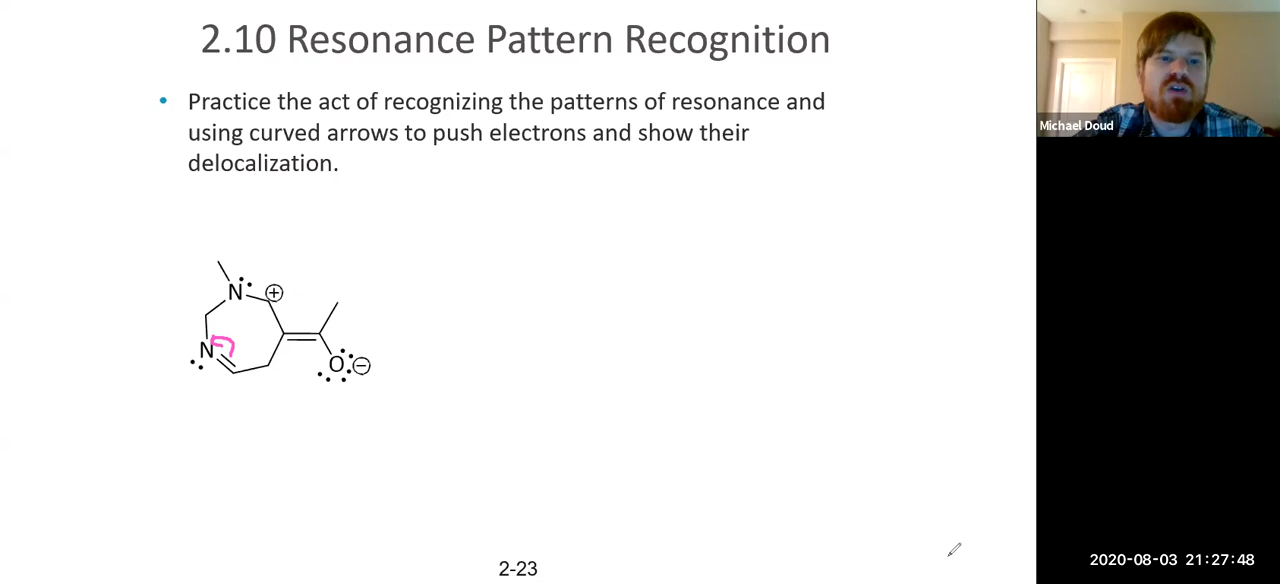 2.10 Resonance Pattern Recognition
• Practice the act of recognizing the patterns of resonance and
using curved arrows to push electrons and show their
delocalization.
Michael Doud
N
N
O
2-23
2020-08-03 21:27:48